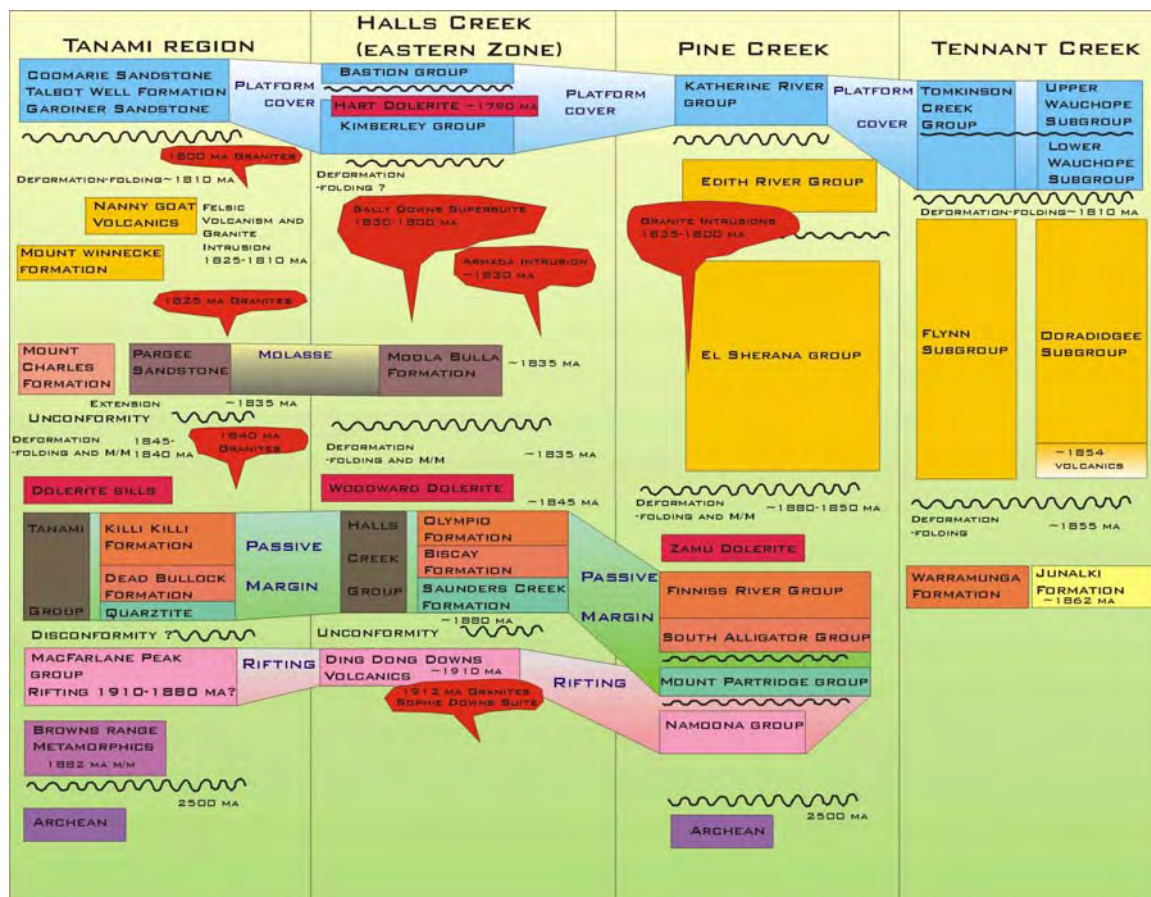 TANAMI REGION
HALLS CREEK
(EASTERN ZONE)
PINE CREEK
TENNANT CREEK
COOMARIE SANDSTONE
TALBOT WELL FORMATION
GARDINER SANDSTONE
PLATFORM
COVER
BASTION GROUP
HART DOLERITE ~1790 MA
KIMBERLEY GROUP
PLATFORM
COVER
KATHERINE RIVER
GROUP
PLATFORM
COVER
TOMKINSON
CREEK
GROUP
UPPER
WAUCHOPE
SUBGROUP
LOWER
WAUCHOPE
SUBGROUP
1800 MA GRANITES
DEFORMATION-FOLDING~1810 MA
NANNY GOAT
VOLCANICS
FELSIC
VOLCANISM AND
GRANITE
INTRUSION
1825-1810 MA
MOUNT WINNECKE
FORMATION
1825 MA GRANITES
DEFORMATION
-FOLDING ?
SALLY DOWNS SUPERSUITE
1830-1800 MA
ARMADA INTRUSION
~1830 MA
EDITH RIVER GROUP
GRANITE INTRUSIONS
1835-1800 MA
EL SHERANA GROUP
DEFORMATION-FOLDING~1810 MA
FLYNN
SUBGROUP
OORADIDGEE
SUBGROUP
~1854
VOLCANICS
MOUNT
CHARLES
FORMATION
PARGEE
SANDSTONE
MOLASSE
MOOLA BULLA
FORMATION
~1835 MA
EXTENSION
~1835 MA
UNCONFORMITY
DEFORMATION
-FOLDING AND M/M
1845-
1840 MA
1840 MA
GRANITES
DEFORMATION
-FOLDING AND M/M
~1835 MA
DOLERITE SILLS
WOODWARD DOLERITE
~1845 MA
DEFORMATION
-FOLDING AND M/M
~1880-1850 MA
DEFORMATION
-FOLDING
~1855 MA
TANAMI
GROUP
KILLI KILLI
FORMATION
DEAD BULLOCK
FORMATION
QUARZTITE
PASSIVE
MARGIN
HALLS
CREEK
GROUP
OLYMPIO
FORMATION
BISCAY
FORMATION
SAUNDERS CREEK
FORMATION
~1880 MA
PASSIVE
MARGIN
ZAMU DOLERITE
FINNISS RIVER GROUP
SOUTH ALLIGATOR GROUP
MOUNT PARTRIDGE GROUP
WARRAMUNGA
FORMATION
JUNALKI
FORMATION
~1862 MA
DISCONFORMITY ?
UNCONFORMITY
MACFARLANE PEAK
GROUP
RIFTING 1910-1880 MA?
RIFTING
DING DONG DOWNS
VOLCANICS
~1910 MA
1912 MA GRANITES
SOPHIE DOWNS SUITE
RIFTING
NAMOONA GROUP
BROWNS RANGE
METAMORPHICS
1882 MA M/M
2500 MA
ARCHEAN
2500 MA
ARCHEAN